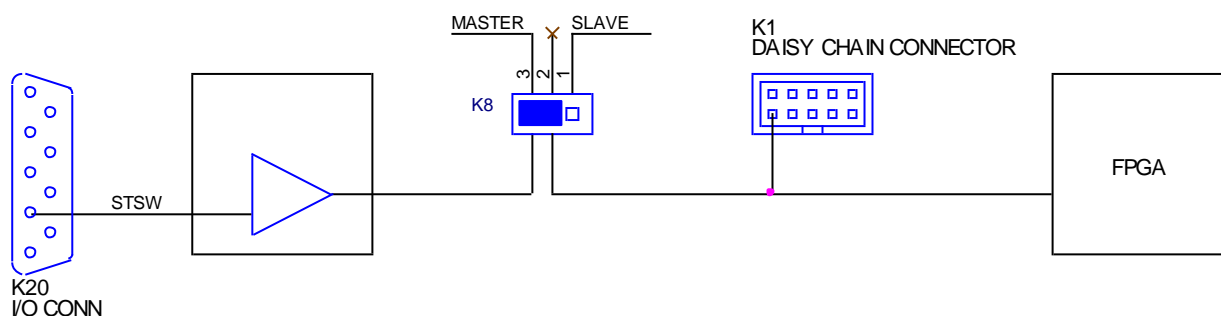 MASTER
SLAVE
3
2
1
K8
K1
DAISY CHAIN CONNECTOR
STSW
FPGA
K20
I/O CONN